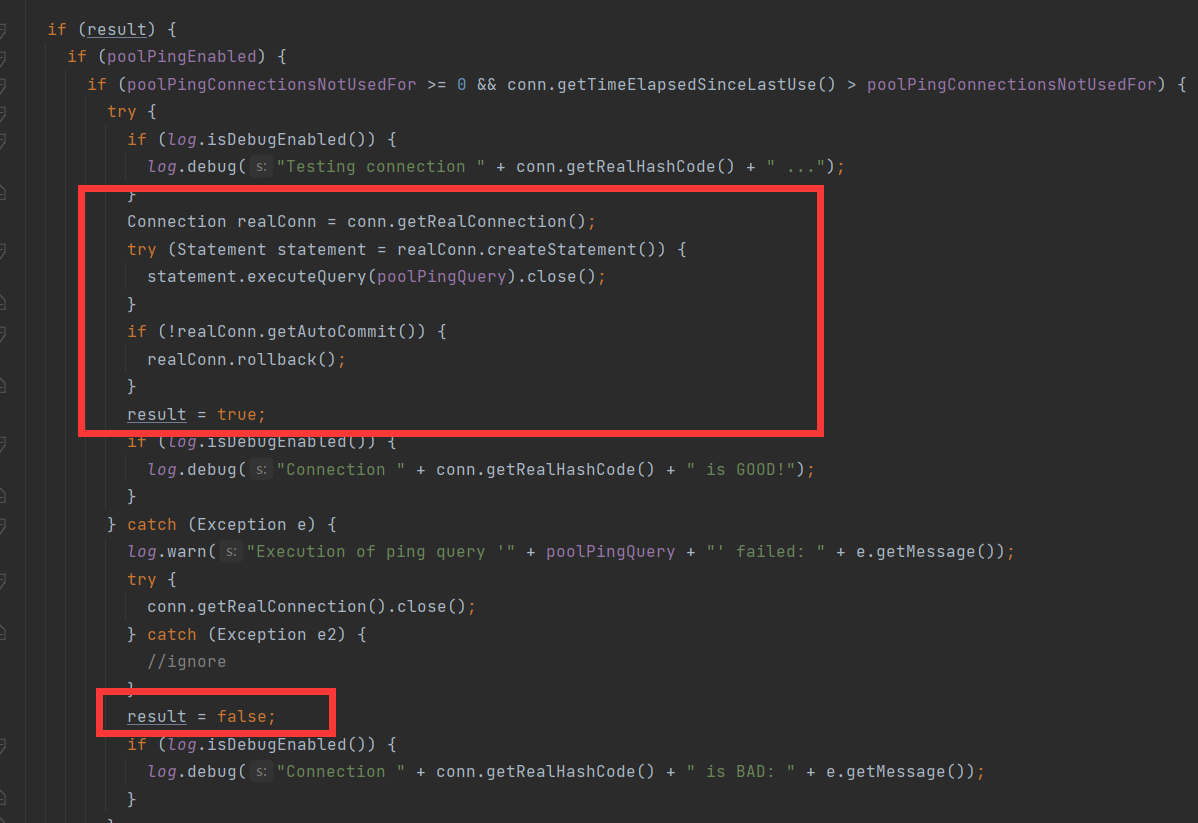 if (result) {
if (poolPingEnabled) {
if (poolPingConnectionsNotUsedFor >= 0 && conn.getTimeElapsedSinceLastUse() > poolPingConnectionsNotUsedFor) {
try {
if (log.isDebugEnabled()) {
log.debug( s: "Testing connection " + conn.getRealHashCode() + " ...");
}
Connection realConn = conn.getRealConnection();
try (Statement statement = realConn.createStatement()) {
statement.executeQuery(poolPingQuery).close();
}
if (!realConn.getAutoCommit()) {
realConn.rollback();
}
result = true;
if (log.isDebugEnabled()) {
log.debug( s: "Connection " + conn.getRealHashCode() + " is GOOD!");
}
} catch (Exception e) {
log.warn( s: "Execution of ping query '" + poolPingQuery + "' failed: " + e.getMessage());
try {
conn.getRealConnection().close();
} catch (Exception e2) {
//ignore
}
result = false;
if (log.isDebugEnabled()) {
log.debug( s: "Connection " + conn.getRealHashCode() + " is BAD: " + e.getMessage());
}
}